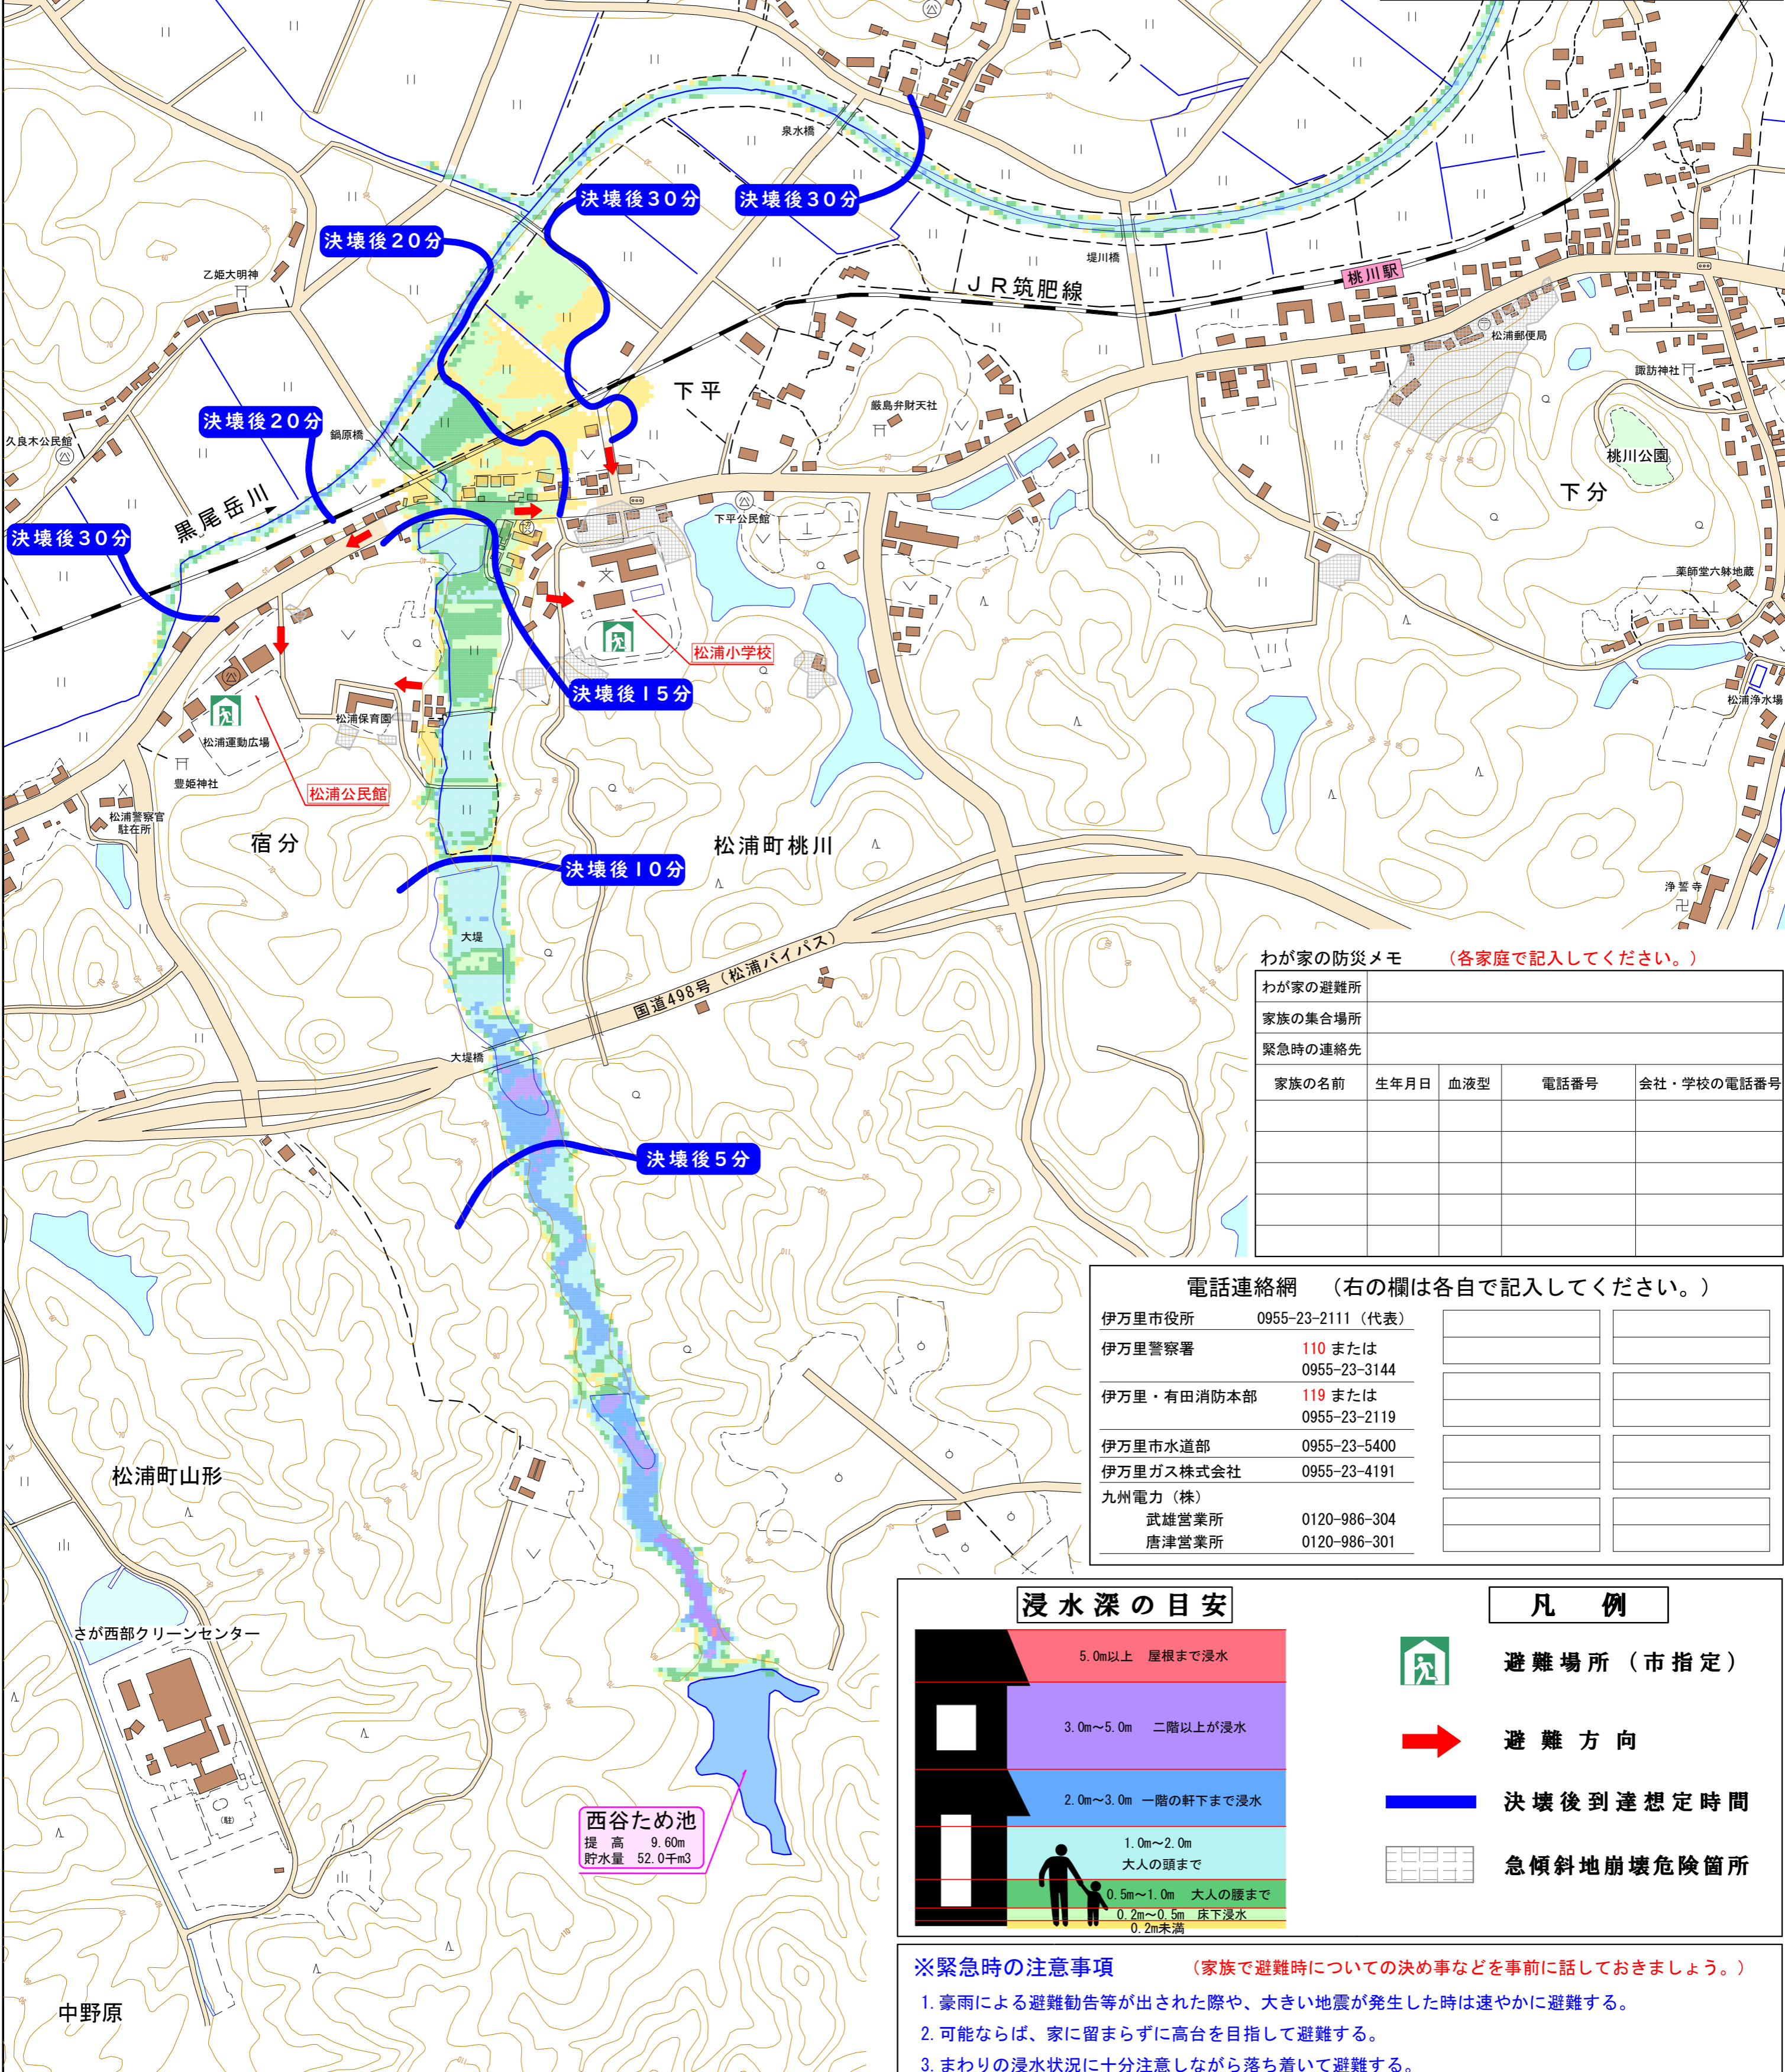 泉水橋
決壊後30分
決壊後30分
決壊後20分
乙姫大明神
堤川橋
JR筑肥線
桃川駅
松浦郵便局
諏訪神社
下平
厳島弁財天社
決壊後20分
鍋原橋
久良木公民館
桃川公園
下分
黒尾岳川
下平公民館
決壊後30分
薬師堂六躰地蔵
松浦小学校
決壊後15分
松浦浄水場
松浦保育園
松浦運動広場
豊姫神社
松浦公民館
松浦警察官
駐在所
宿分
松浦町桃川
決壊後10分
浄誓寺
大堤
国道498号(松浦バイパス)
大堤橋
決壊後5分
わが家の防災メモ (各家庭で記入してください。)
わが家の避難所
家族の集合場所
緊急時の連絡先
家族の名前 生年月日 血液型 電話番号 会社・学校の電話番号
電話連絡網 (右の欄は各自で記入してください。)
伊万里市役所 0955-23-2111(代表)
伊万里警察署 110 または
0955-23-3144
伊万里・有田消防本部 119 または
0955-23-2119
伊万里市水道部 0955-23-5400
伊万里ガス株式会社 0955-23-4191
九州電力(株)
武雄営業所 0120-986-304
唐津営業所 0120-986-301
松浦町山形
さが西部クリーンセンター
(駐)
西谷ため池
提 高 9.60m
貯水量 52.0千m3
中野原
浸水深の目安
5.0m以上 屋根まで浸水
3.0m~5.0m 二階以上が浸水
2.0m~3.0m 一階の軒下まで浸水
1.0m~2.0m
大人の頭まで
0.5m~1.0m 大人の腰まで
0.2m~0.5m 床下浸水
0.2m未満
凡 例
避難場所(市指定)
避難方向
決壊後到達想定時間
急傾斜地崩壊危険箇所
※緊急時の注意事項 (家族で避難時についての決め事などを事前に話しておきましょう。)
1. 豪雨による避難勧告等が出された際や、大きい地震が発生した時は速やかに避難する。
2. 可能ならば、家に留まらずに高台を目指して避難する。
3. まわりの浸水状況に十分注意しながら落ち着いて避難する。